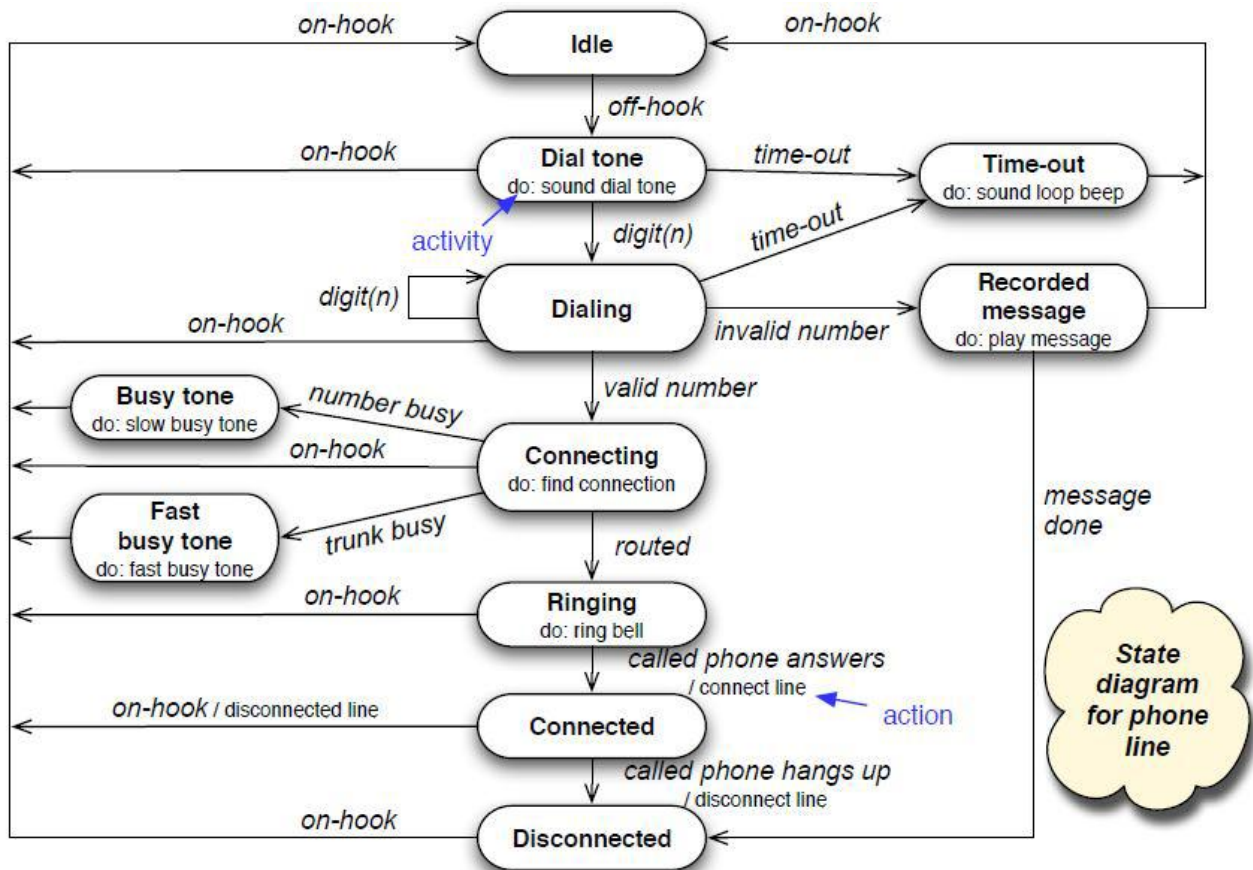 on-hook
Idle
on-hook
off-hook
on-hook
Dial tone
do: sound dial tone
time-out
Time-out
do: sound loop beep
activity
digit(n)
time-out
digit(n)
Dialing
Recorded
message
do: play message
on-hook
invalid number
valid number
Busy tone
do: slow busy tone
number busy
on-hook
Connecting
do: find connection
Fast
busy tone
do: fast busy tone
trunk busy
routed
message
done
on-hook
Ringing
do: ring bell
called phone answers
/ connect line
on-hook / disconnected line
Connected
action
State
diagram
for phone
line
called phone hangs up
/ disconnect line
on-hook
Disconnected